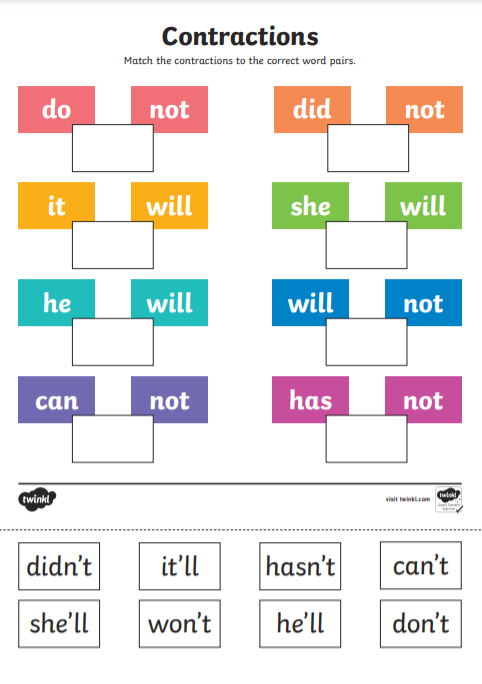 Contractions
Match the contractions to the correct word pairs.
do not did not
it will she will
he will will not
can not has not
twinkl visit twinkl.com twinkl
didn't it'll hasn't can't
she'll won't he'll don't